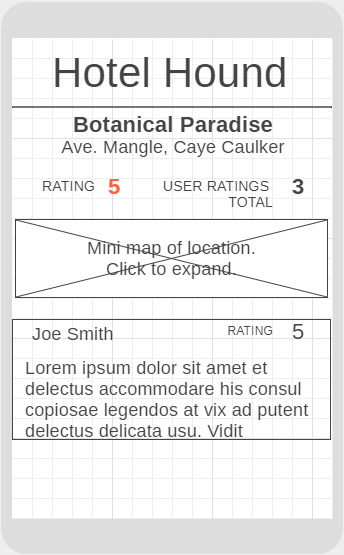 Hotel Hound
Botanical Paradise
Ave. Mangle, Caye Caulker
RATING 5 USER RATINGS 3
TOTAL
Mini map of location.
Click to expand.
Joe Smith RATING 5
Lorem ipsum dolor sit amet et
delectus accommodare his consul
copiosae legendos at vix ad putent
delectus delicata usu. Vidit